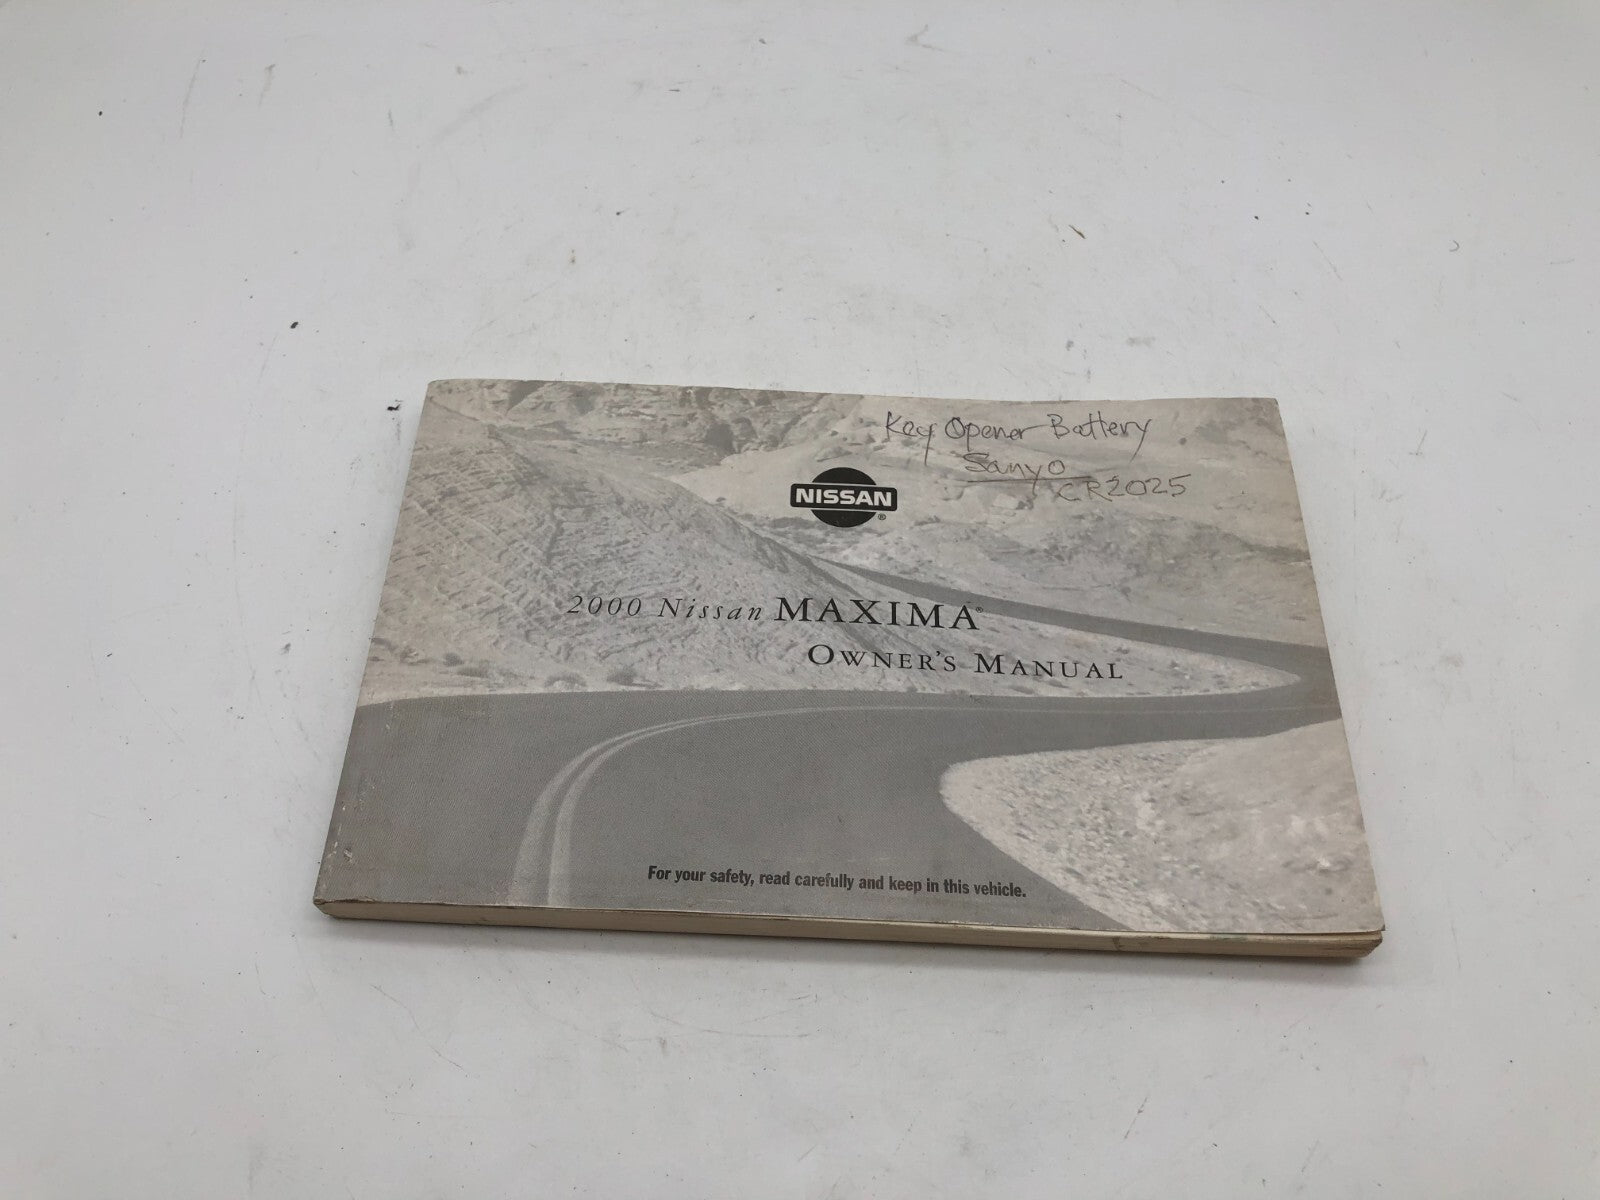 Key Opener Battery
Sanyo
CR2025
NISSAN®
2000 Nissan MAXIMA®
OWNER'S MANUAL
For your safety, read carefully and keep in this vehicle.